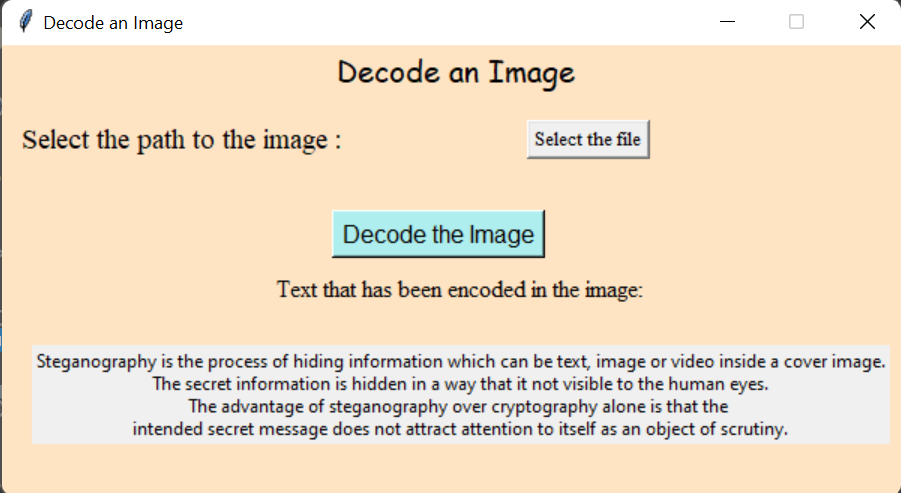 Decode an Image
Decode an Image
Select the path to the image :
Select the file
Decode the Image
Text that has been encoded in the image:
Steganography is the process of hiding information which can be text, image or video inside a cover image.
The secret information is hidden in a way that it not visible to the human eyes.
The advantage of steganography over cryptography alone is that the
intended secret message does not attract attention to itself as an object of scrutiny.